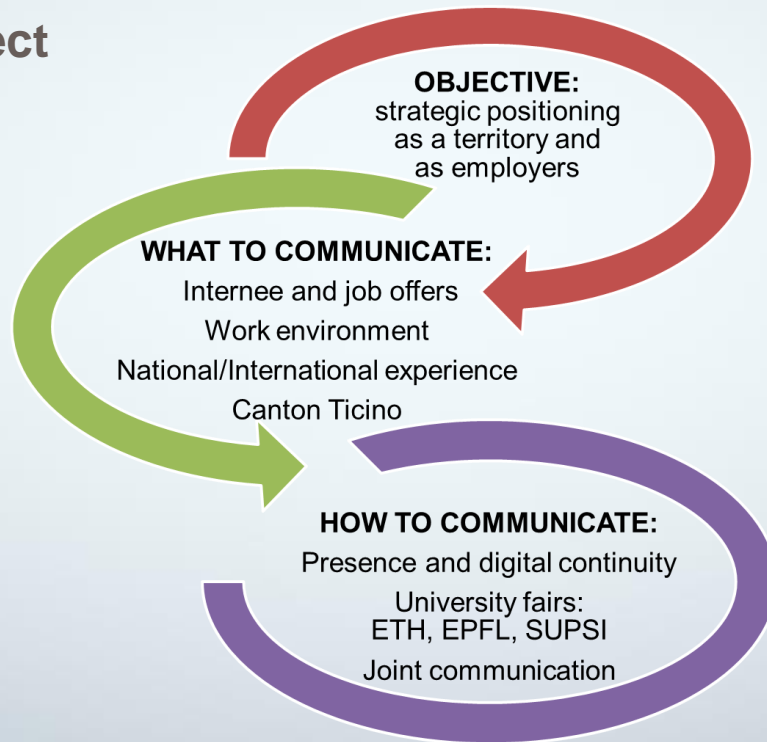 ect
OBJECTIVE:
strategic positioning
as a territory and
as employers
WHAT TO COMMUNICATE:
Internee and job offers
Work environment
National/International experience
Canton Ticino
HOW TO COMMUNICATE:
Presence and digital continuity
University fairs:
ETH, EPFL, SUPSI
Joint communication